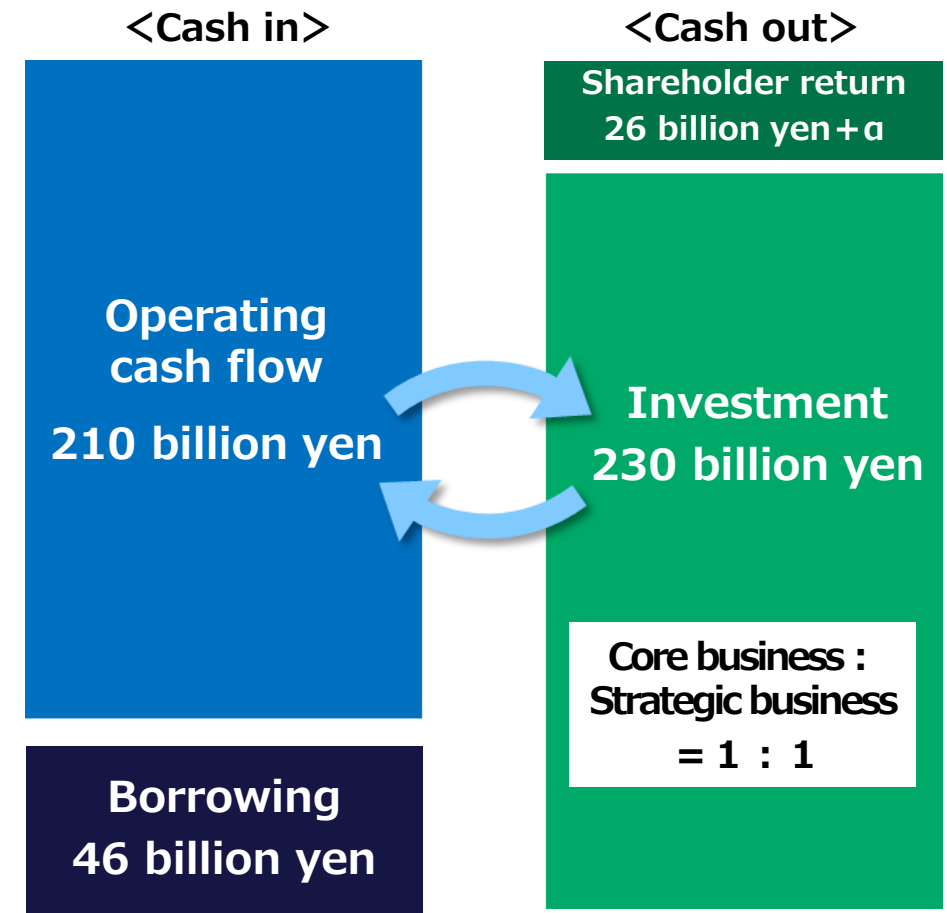 <Cash in>
Operating
cash flow
210 billion yen
Borrowing
46 billion yen
<Cash out>
Shareholder return
26 billion yen+α
Investment
230 billion yen
Core business :
Strategic business
= 1 : 1